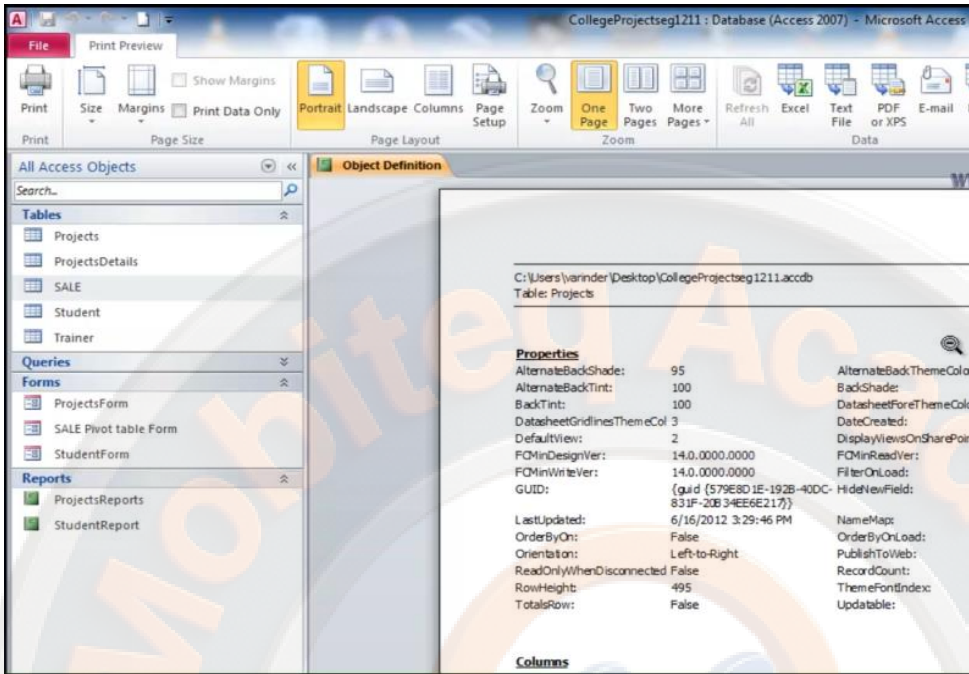 CollegeProjectseg1211 : Database (Access 2007) - Microsoft Access
File Print Preview
Show Margins
Print Data Only
Print Size Margins Portrait Landscape Columns Page Setup Zoom One Page Two Pages More Pages Refresh All Excel Text File PDF or XPS E-mail
Print Page Size Page Layout Zoom Data
All Access Objects
Object Definition
Search...
Tables
Projects
ProjectsDetails
SALE
Student
Trainer
Queries
Forms
ProjectsForm
SALE Pivot table Form
StudentForm
Reports
ProjectsReports
StudentReport
C:\Users\varinder\Desktop\CollegeProjectseg1211.accdb
Table: Projects
Properties
AlternateBackShade: 95 AlternateBackThemeColo
AlternateBackTint: 100 BackShade:
BackTint: 100 DatasheetForeThemeColo
DatasheetGridlinesThemeCol 3 DateCreated:
DefaultView: 2 DisplayViewsOnSharePoin
FCMinDesignVer: 14.0.0000.0000 FCMinReadVer:
FCMinWriteVer: 14.0.0000.0000 FilterOnLoad:
GUID: {guid {579E8D1E-192B-40DC- HideNewField:
831F-20B34EE6E217}}
LastUpdated: 6/16/2012 3:29:46 PM NameMap:
OrderByOn: False OrderByOnLoad:
Orientation: Left-to-Right PublishToWeb:
ReadOnlyWhenDisconnected False RecordCount:
RowHeight: 495 ThemeFontIndex:
TotalsRow: False Updatable:
Columns
Mobiteq Aca